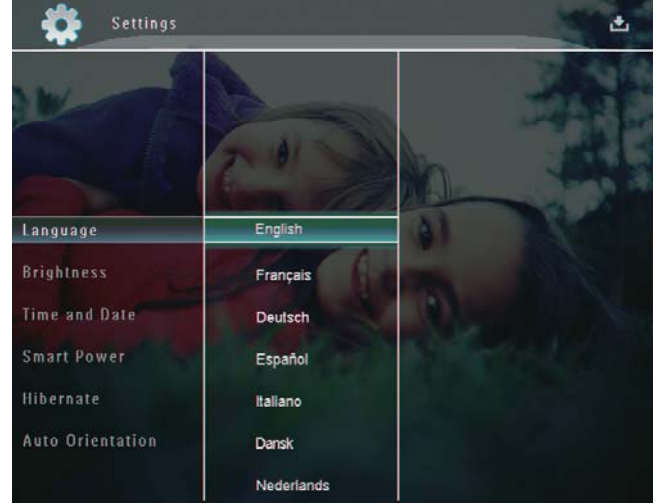 Settings
Language
Brightness
Time and Date
Smart Power
Hibernate
Auto Orientation
English
Français
Deutsch
Español
Italiano
Dansk
Nederlands